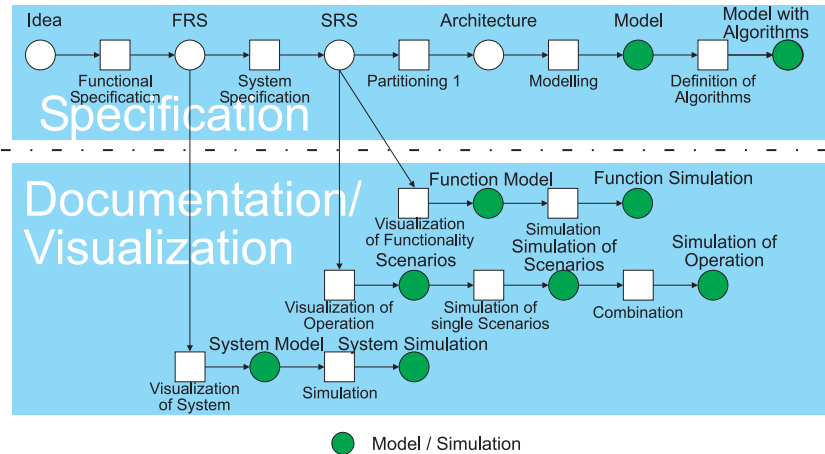 Idea
FRS
SRS
Architecture
Model
Model with
Algorithms
Functional
Specification
System
Specification
Partitioning 1
Modelling
Definition of
Algorithms
Specification
Documentation/
Visualization
Function Model
Function Simulation
Visualization
of Functionality
Simulation
Scenarios
Simulation of
Scenarios
Simulation of
Operation
Visualization of
Operation
Simulation of
single Scenarios
Combination
System Model
System Simulation
Visualization
of System
Simulation
Model / Simulation